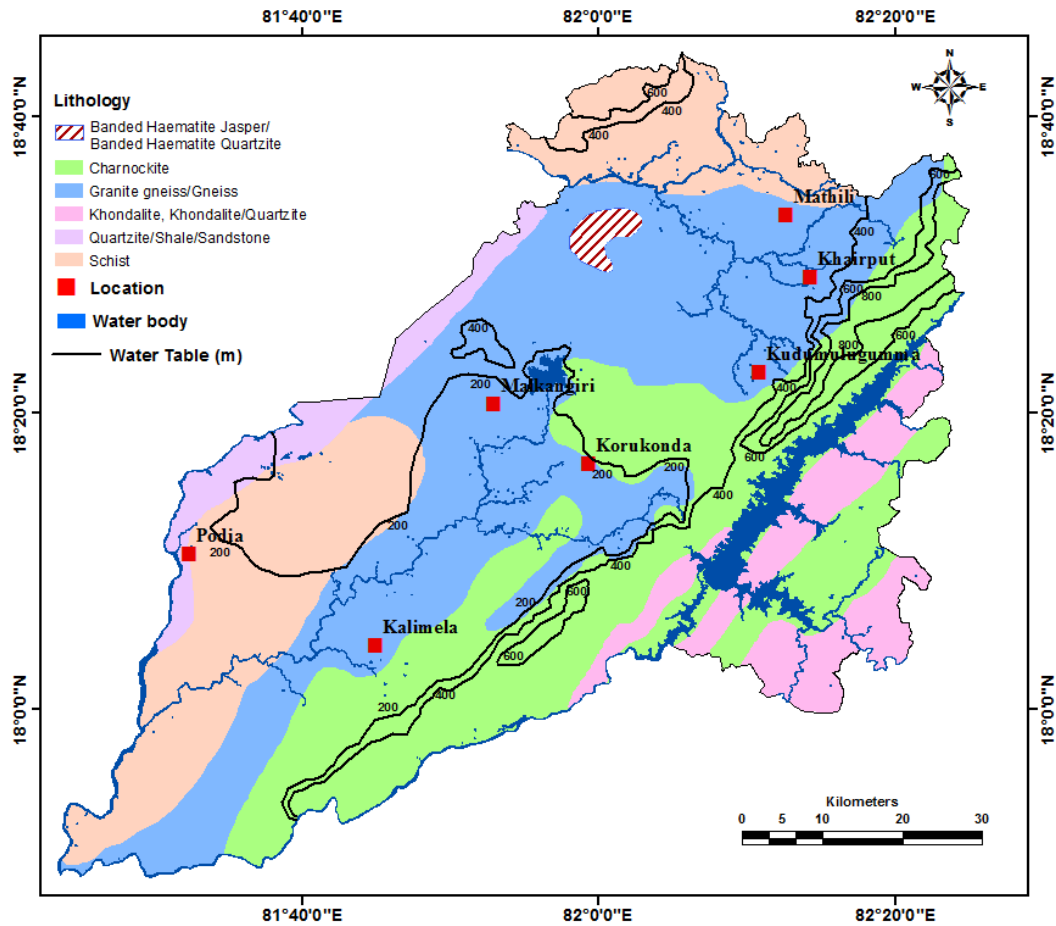 81°40'0"E
82°0'0"E
82°20'0"E
N
W E
S
18°40'0"N
18°40'0"N
Lithology
Banded Haematite Jasper/
Banded Haematite Quartzite
Charnockite
Granite gneiss/Gneiss
Khondalite, Khondalite/Quartzite
Quartzite/Shale/Sandstone
Schist
Location
Water body
Water Table (m)
600
400
400
600
Mathili
400
Khairput
600
800
400
800
600
Kudumulugumma
200
Malkangiri
400
18°20'0"N
18°20'0"N
Korukonda
200
200
600
400
200
Podia
200
400
600
200
Kalimela
600
18°0'0"N
18°0'0"N
200
400
Kilometers
0 5 10 20 30
81°40'0"E
82°0'0"E
82°20'0"E